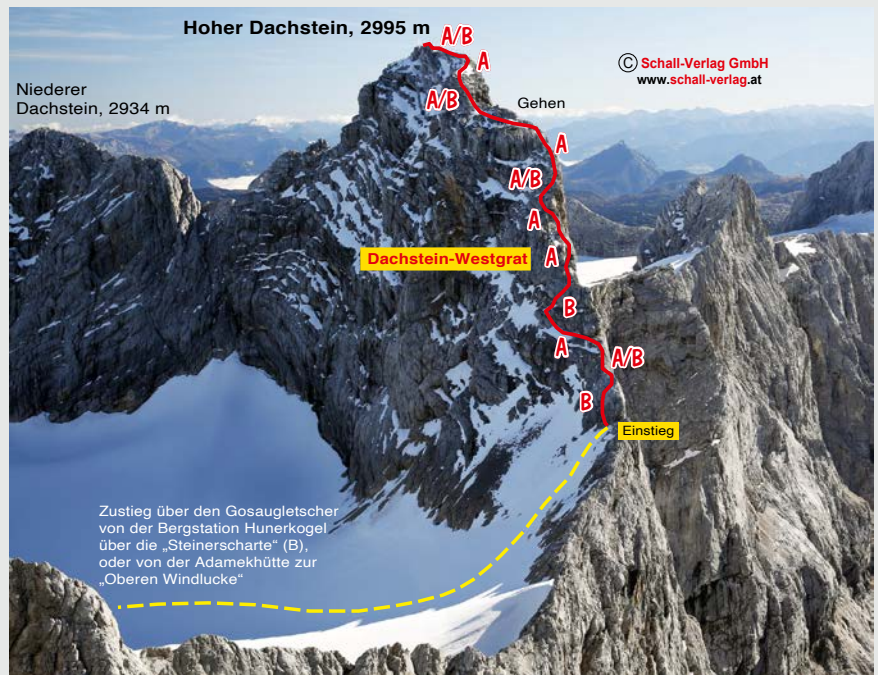 Hoher Dachstein, 2995 m
A/B
A
© Schall-Verlag GmbH
www.schall-verlag.at
Niederer
Dachstein, 2934 m
A/B
Gehen
A
A/B
A
Dachstein-Westgrat
A
B
A
A/B
B
Einstieg
Zustieg über den Gosaugletscher
von der Bergstation Hunerkogel
über die „Steinerscharte“ (B),
oder von der Adamekhütte zur
„Oberen Windlucke“